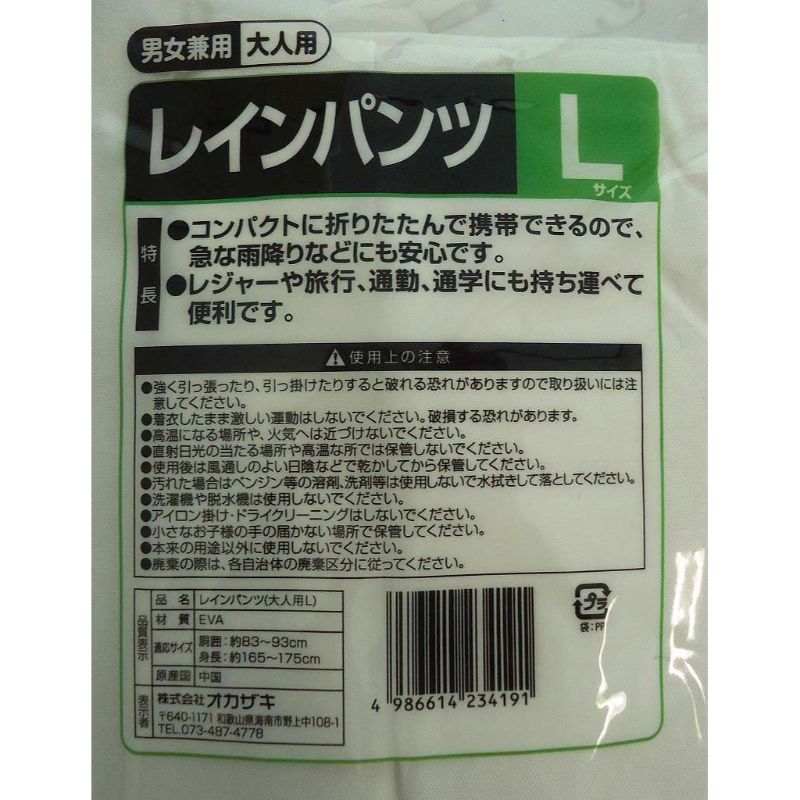 男女兼用 大人用
レインパンツ L
サイズ
特長
●コンパクトに折りたたんで携帯できるので、
急な雨降りなどにも安心です。
●レジャーや旅行、通勤、通学にも持ち運べて
便利です。
⚠使用上の注意
●強く引っ張ったり、引っ掛けたりすると破れる恐れがありますので取り扱いには注
意してください。
●着衣したまま激しい運動はしないでください。破損する恐れがあります。
●高温になる場所や、火気へは近づけないでください。
●直射日光の当たる場所や高温な所では保管しないでください。
●使用後は風通しのよい日陰などで乾かしてから保管してください。
●汚れた場合はベンジン等の溶剤、洗剤等は使用しないで水拭きして落としてください。
●洗濯機や脱水機は使用しないでください。
●アイロン掛け・ドライクリーニングはしないでください。
●小さなお子様の手の届かない場所で保管してください。
●本来の用途以外に使用しないでください。
●廃棄の際は、各自治体の廃棄区分に従ってください。
品質表示
品名 レインパンツ(大人用L)
材質 EVA
適応サイズ 胴囲:約83〜93cm
身長:約165〜175cm
原産国 中国
表示者
株式会社オカザキ
〒640-1171 和歌山県海南市野上中108-1
TEL.073-487-4778
4 986614 234191
プラ
袋:PP